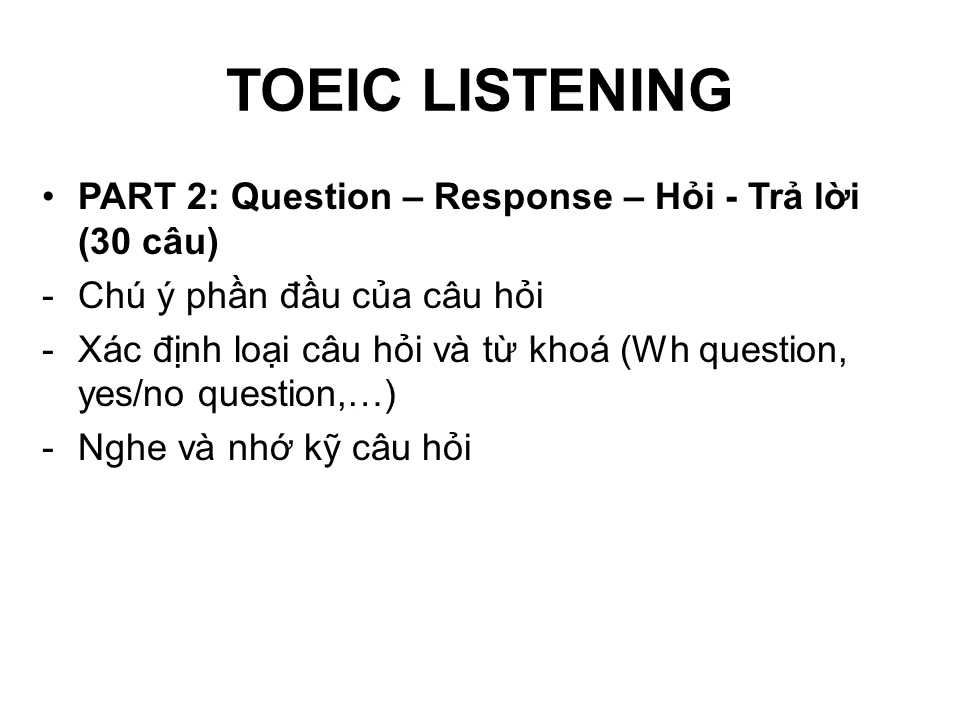 TOEIC LISTENING
• PART 2: Question – Response – Hỏi - Trả lời
(30 câu)
- Chú ý phần đầu của câu hỏi
- Xác định loại câu hỏi và từ khoá (Wh question,
yes/no question,…)
- Nghe và nhớ kỹ câu hỏi